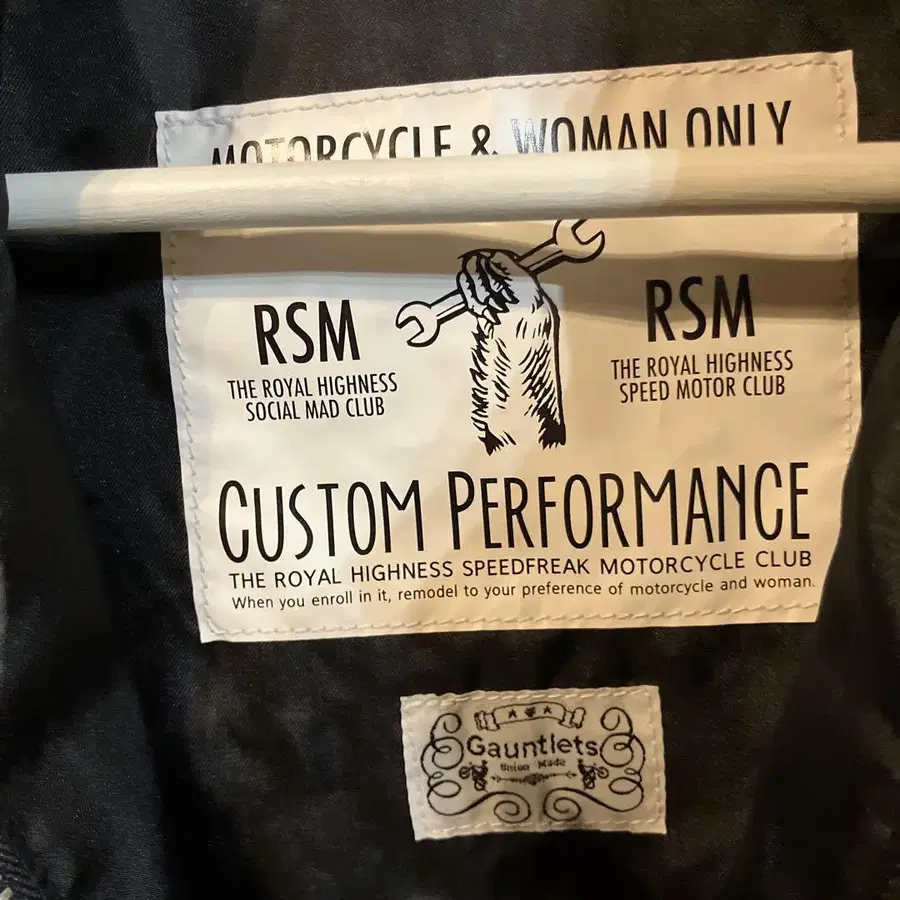 MOTORCYCLE & WOMAN ONLY
RSM
THE ROYAL HIGHNESS
SOCIAL MAD CLUB
RSM
THE ROYAL HIGHNESS
SPEED MOTOR CLUB
CUSTOM PERFORMANCE
THE ROYAL HIGHNESS SPEEDFREAK MOTORCYCLE CLUB
When you enroll in it, remodel to your preference of motorcycle and woman.
Gauntlets
Union Made